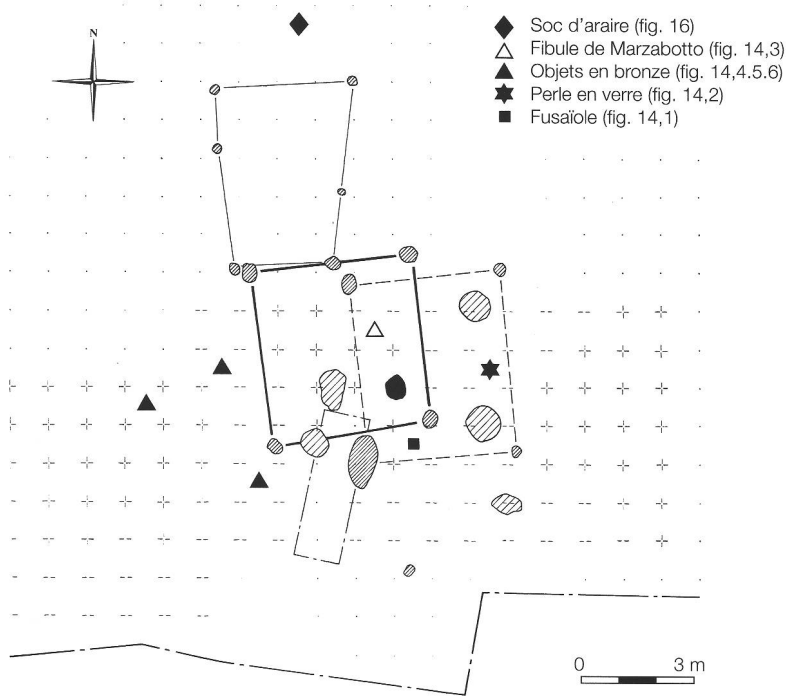 N
Soc d'araire (fig. 16)
Fibule de Marzabotto (fig. 14,3)
Objets en bronze (fig. 14,4.5.6)
Perle en verre (fig. 14,2)
Fusaïole (fig. 14,1)
0 3 m